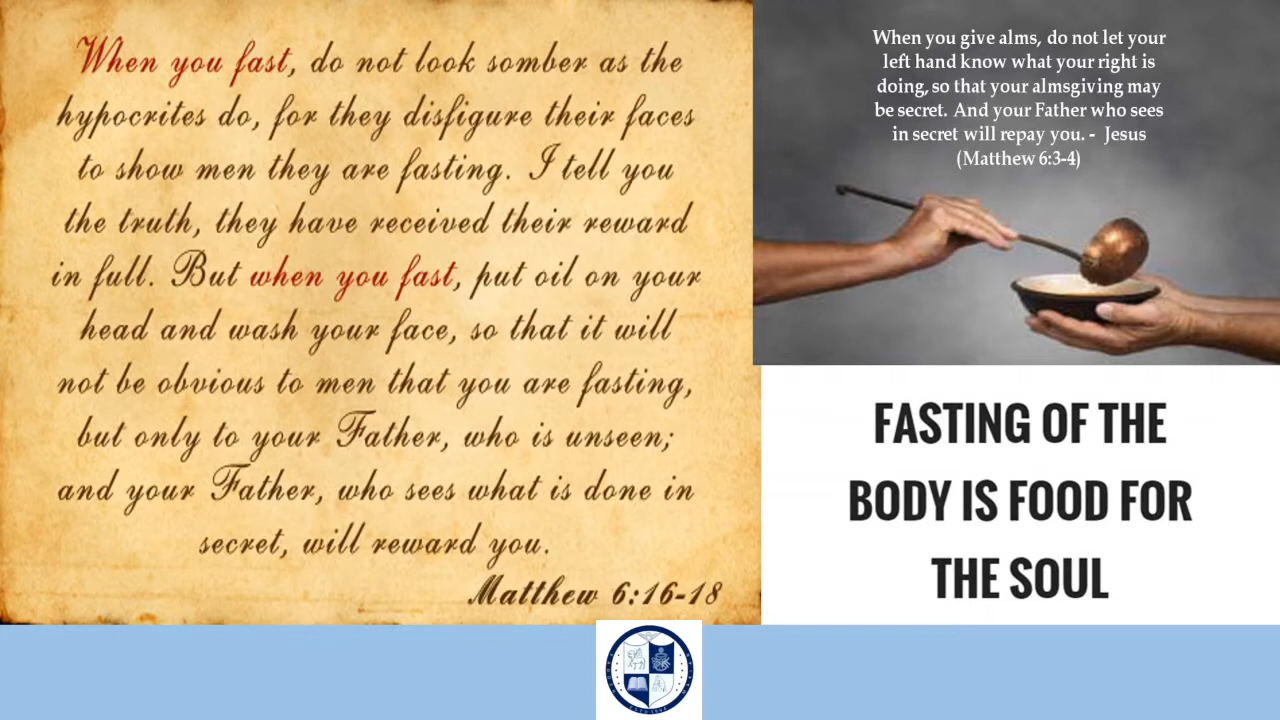 When you fast, do not look somber as the
hypocrites do, for they disfigure their faces
to show men they are fasting. I tell you
the truth, they have received their reward
in full. But when you fast, put oil on your
head and wash your face, so that it will
not be obvious to men that you are fasting,
but only to your Father, who is unseen;
and your Father, who sees what is done in
secret, will reward you.
Matthew 6:16-18
When you give alms, do not let your
left hand know what your right is
doing, so that your almsgiving may
be secret. And your Father who sees
in secret will repay you. - Jesus
(Matthew 6:3-4)
FASTING OF THE
BODY IS FOOD FOR
THE SOUL